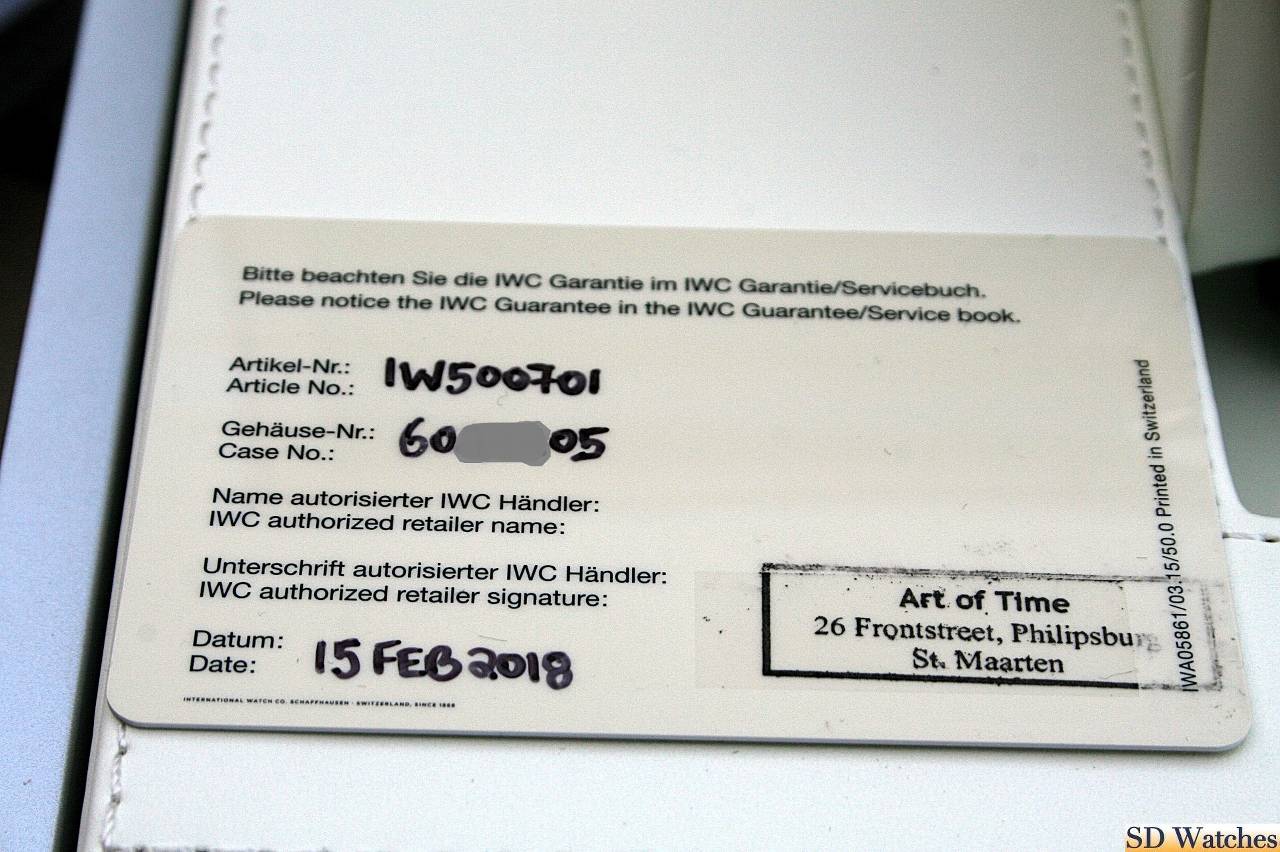 Bitte beachten Sie die IWC Garantie im IWC Garantie/Servicebuch.
Please notice the IWC Guarantee in the IWC Guarantee/Service book.
Artikel-Nr.: IW500701
Article No.:
Gehäuse-Nr.: 60 05
Case No.:
Name autorisierter IWC Händler:
IWC authorized retailer name:
Unterschrift autorisierter IWC Händler:
IWC authorized retailer signature:
Art of Time
26 Frontstreet, Philipsburg
St. Maarten
Datum: 15 FEB 2018
Date:
INTERNATIONAL WATCH CO. SCHAFFHAUSEN · SWITZERLAND, SINCE 1868
IWA05861/03.15/50.0 Printed in Switzerland
SD Watches